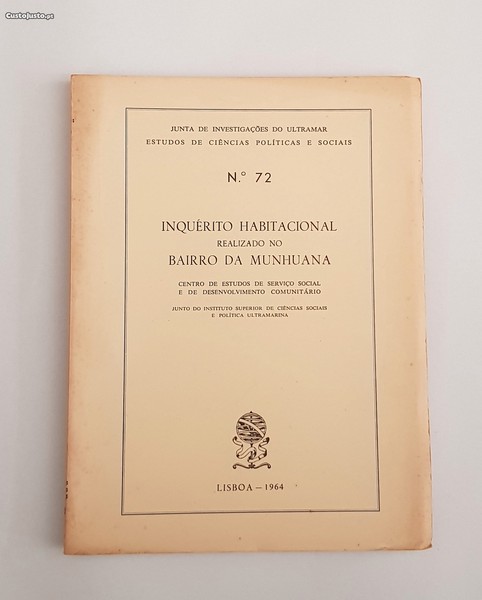 CustoJusto.pt
JUNTA DE INVESTIGAÇÕES DO ULTRAMAR
ESTUDOS DE CIÊNCIAS POLÍTICAS E SOCIAIS
N.º 72
INQUÉRITO HABITACIONAL
REALIZADO NO
BAIRRO DA MUNHUANA
CENTRO DE ESTUDOS DE SERVIÇO SOCIAL
E DE DESENVOLVIMENTO COMUNITÁRIO
JUNTO DO INSTITUTO SUPERIOR DE CIÊNCIAS SOCIAIS
E POLÍTICA ULTRAMARINA
LISBOA — 1964